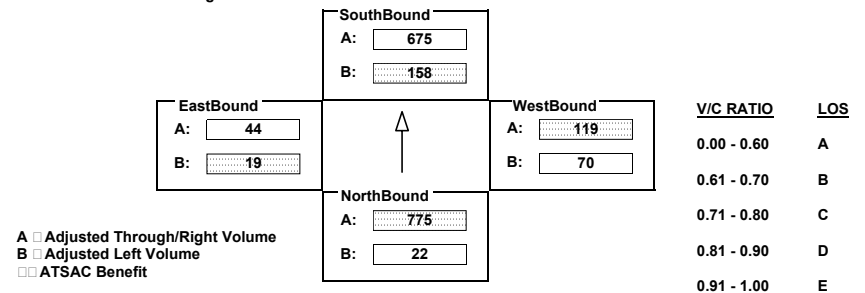 SouthBound
A: 675
B: 158
EastBound
A: 44
B: 19
WestBound
A: 119
B: 70
NorthBound
A: 775
B: 22
A □ Adjusted Through/Right Volume
B □ Adjusted Left Volume
□□ ATSAC Benefit
V/C RATIO LOS
0.00 - 0.60 A
0.61 - 0.70 B
0.71 - 0.80 C
0.81 - 0.90 D
0.91 - 1.00 E